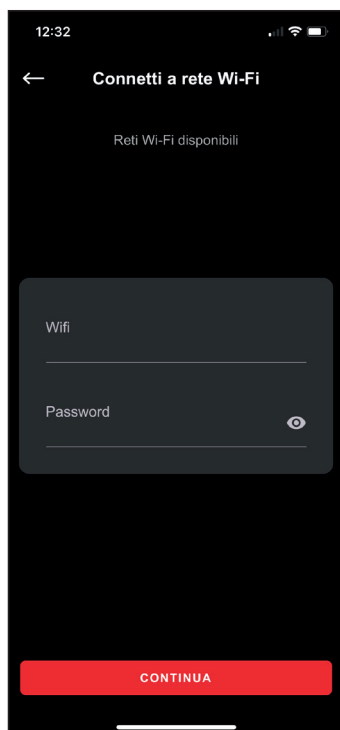 12:32
Connetti a rete Wi-Fi
Reti Wi-Fi disponibili
Wifi
Password
CONTINUA